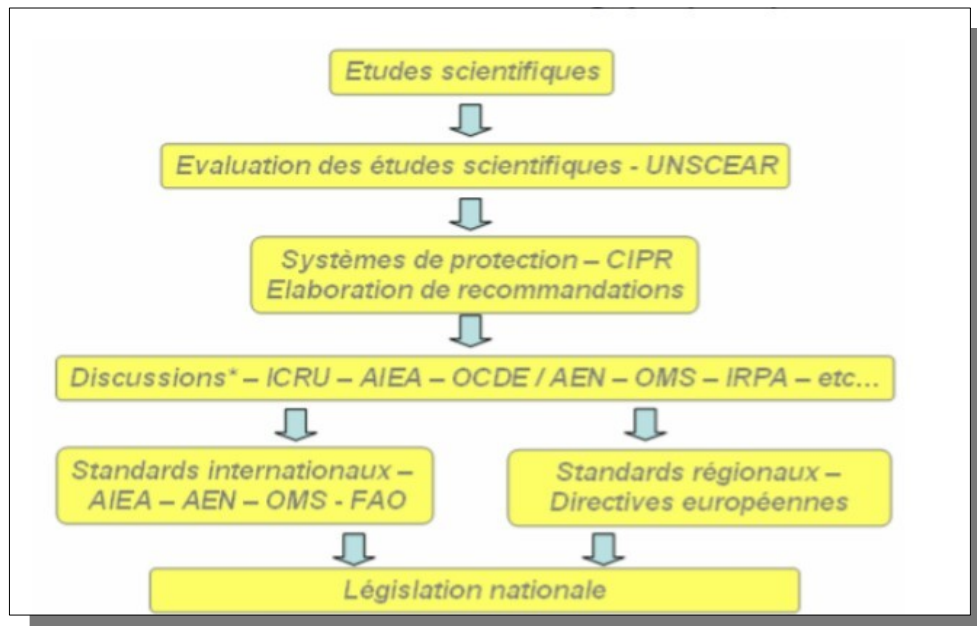 Etudes scientifiques
Evaluation des études scientifiques - UNSCEAR
Systèmes de protection – CIPR
Elaboration de recommandations
Discussions* – ICRU – AIEA – OCDE / AEN – OMS – IRPA – etc...
Standards internationaux –
AIEA – AEN – OMS - FAO
Standards régionaux –
Directives européennes
Législation nationale